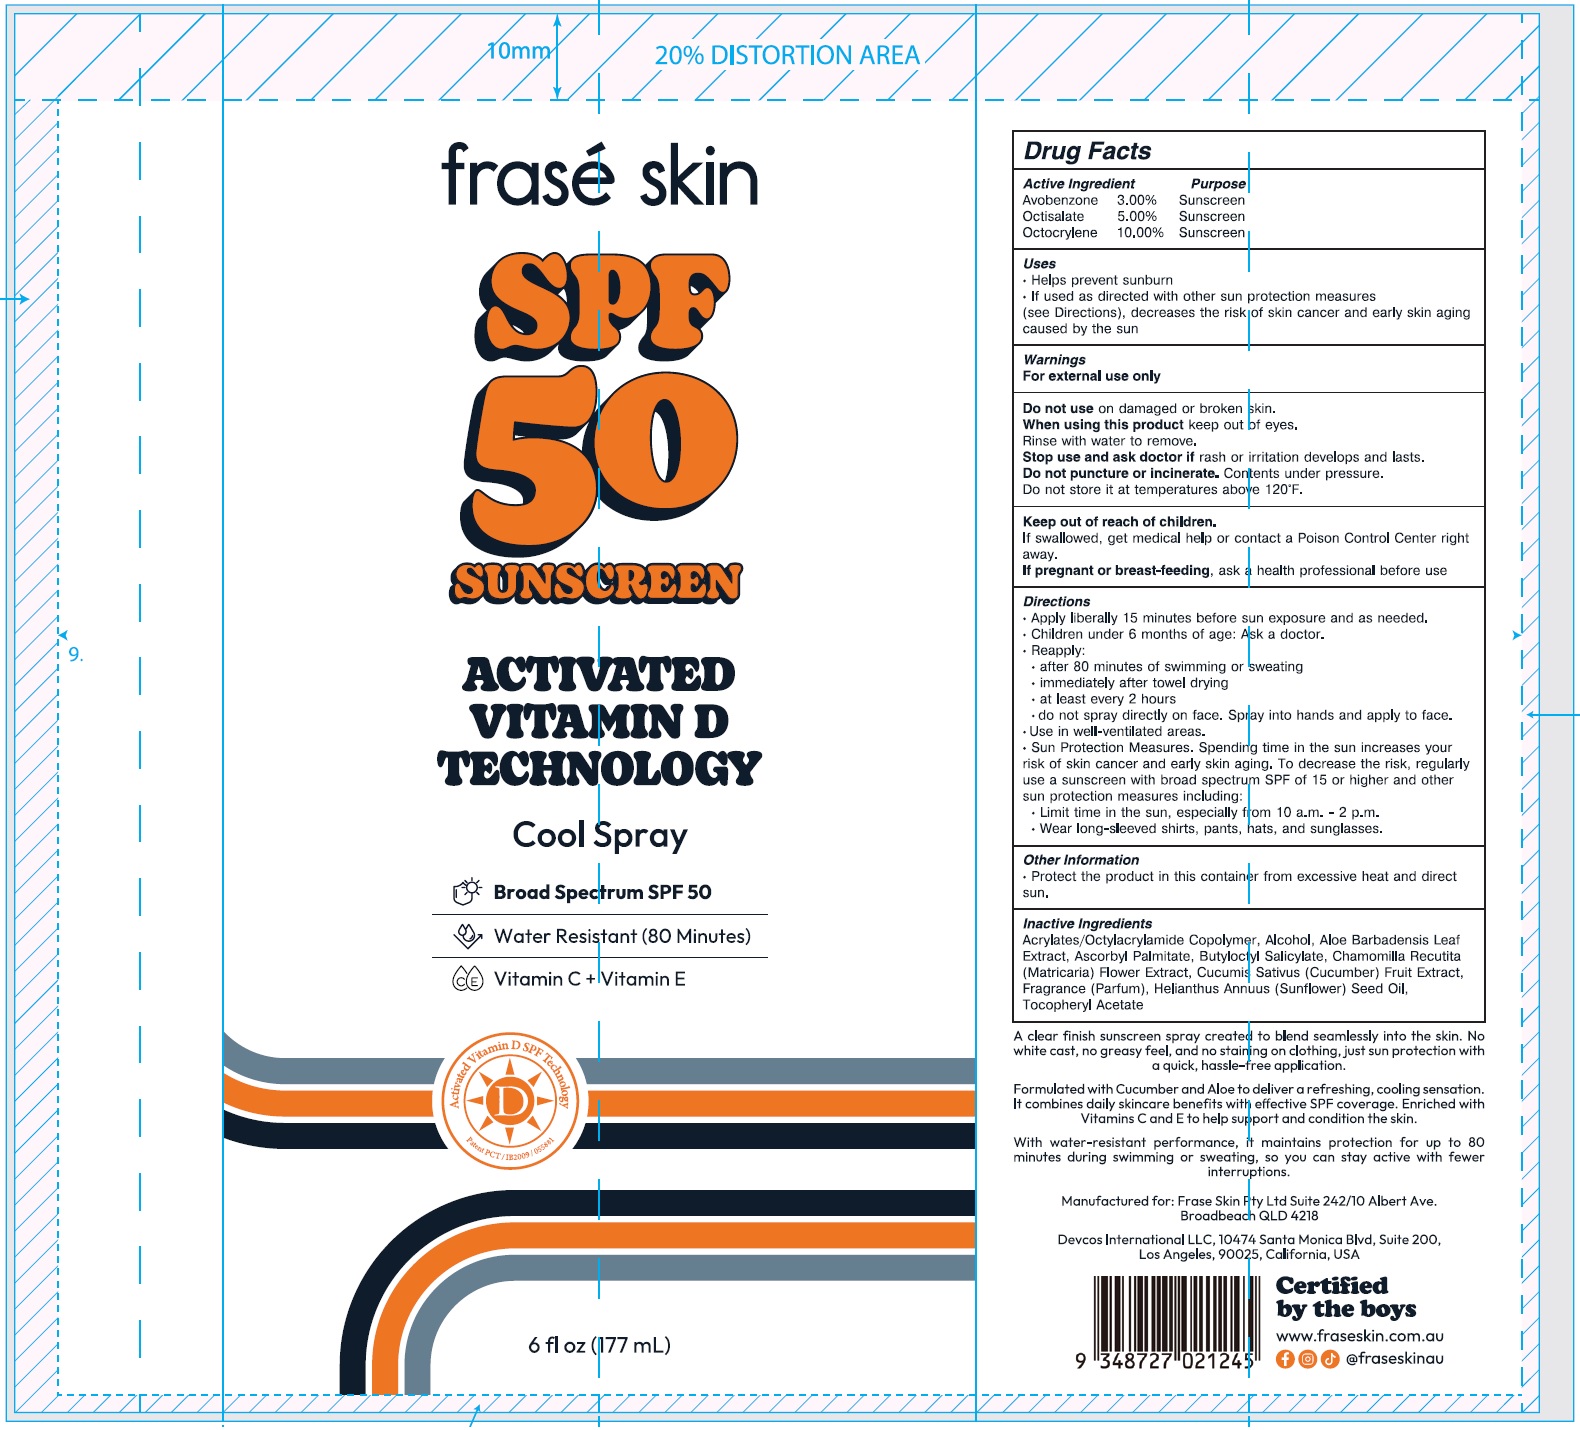 10mm
20% DISTORTION AREA
frasé skin
SPF
50
SUNSCREEN
ACTIVATED
VITAMIN D
TECHNOLOGY
Cool Spray
Broad Spectrum SPF 50
Water Resistant (80 Minutes)
C E Vitamin C + Vitamin E
Activated Vitamin D SPF Technology
D
Patent PCT / IB2009 / 055841
6 fl oz (177 mL)
9.
Drug Facts
Active Ingredient Purpose
Avobenzone 3.00% Sunscreen
Octisalate 5.00% Sunscreen
Octocrylene 10.00% Sunscreen
Uses
· Helps prevent sunburn
· If used as directed with other sun protection measures
(see Directions), decreases the risk of skin cancer and early skin aging
caused by the sun
Warnings
For external use only
Do not use on damaged or broken skin.
When using this product keep out of eyes.
Rinse with water to remove.
Stop use and ask doctor if rash or irritation develops and lasts.
Do not puncture or incinerate. Contents under pressure.
Do not store it at temperatures above 120°F.
Keep out of reach of children.
If swallowed, get medical help or contact a Poison Control Center right
away.
If pregnant or breast-feeding, ask a health professional before use
Directions
· Apply liberally 15 minutes before sun exposure and as needed.
· Children under 6 months of age: Ask a doctor.
· Reapply:
· after 80 minutes of swimming or sweating
· immediately after towel drying
· at least every 2 hours
· do not spray directly on face. Spray into hands and apply to face.
· Use in well-ventilated areas.
· Sun Protection Measures. Spending time in the sun increases your
risk of skin cancer and early skin aging. To decrease the risk, regularly
use a sunscreen with broad spectrum SPF of 15 or higher and other
sun protection measures including:
· Limit time in the sun, especially from 10 a.m. - 2 p.m.
· Wear long-sleeved shirts, pants, hats, and sunglasses.
Other Information
· Protect the product in this container from excessive heat and direct
sun.
Inactive Ingredients
Acrylates/Octylacrylamide Copolymer, Alcohol, Aloe Barbadensis Leaf
Extract, Ascorbyl Palmitate, Butyloctyl Salicylate, Chamomilla Recutita
(Matricaria) Flower Extract, Cucumis Sativus (Cucumber) Fruit Extract,
Fragrance (Parfum), Helianthus Annuus (Sunflower) Seed Oil,
Tocopheryl Acetate
A clear finish sunscreen spray created to blend seamlessly into the skin. No
white cast, no greasy feel, and no staining on clothing, just sun protection with
a quick, hassle-free application.
Formulated with Cucumber and Aloe to deliver a refreshing, cooling sensation.
It combines daily skincare benefits with effective SPF coverage. Enriched with
Vitamins C and E to help support and condition the skin.
With water-resistant performance, it maintains protection for up to 80
minutes during swimming or sweating, so you can stay active with fewer
interruptions.
Manufactured for: Frase Skin Pty Ltd Suite 242/10 Albert Ave.
Broadbeach QLD 4218
Devcos International LLC, 10474 Santa Monica Blvd, Suite 200,
Los Angeles, 90025, California, USA
9 348727 021245
Certified
by the boys
www.fraseskin.com.au
@fraseskinau